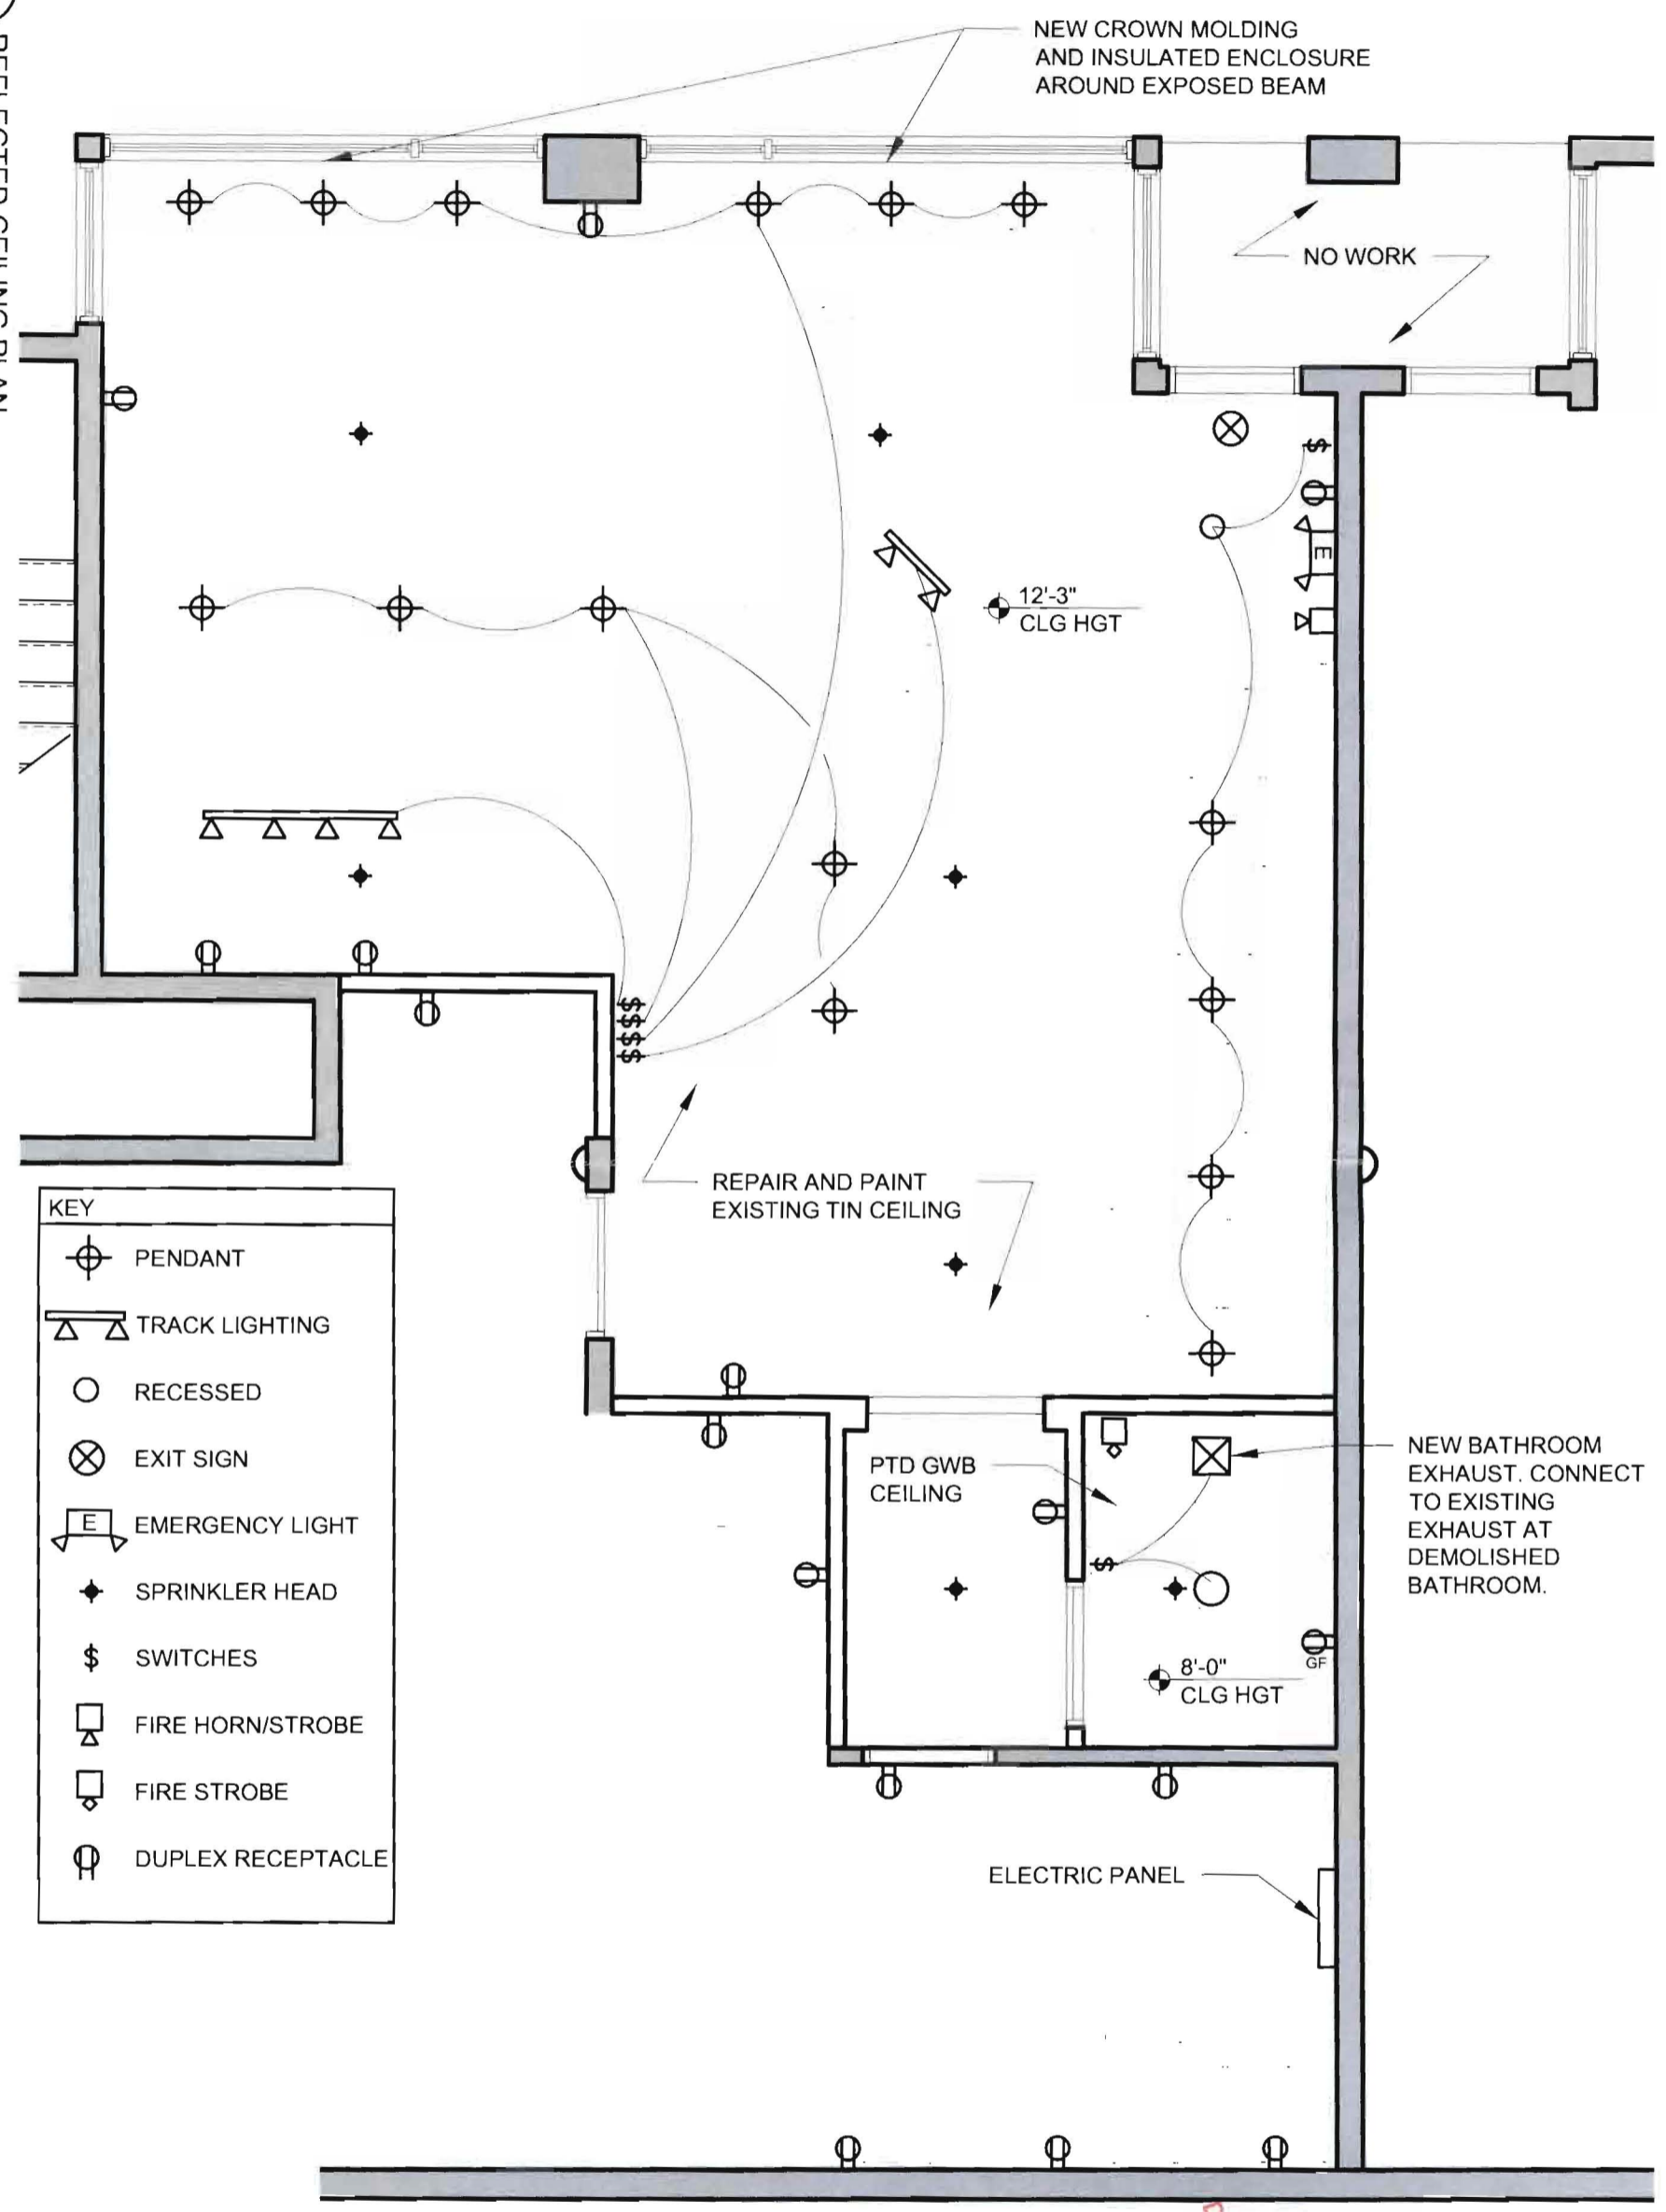 REFLECTED CEILING PLAN
NEW CROWN MOLDING
AND INSULATED ENCLOSURE
AROUND EXPOSED BEAM
NO WORK
$
E
12'-3"
CLG HGT
$
$
$
$
REPAIR AND PAINT
EXISTING TIN CEILING
KEY
PENDANT
TRACK LIGHTING
RECESSED
EXIT SIGN
E
EMERGENCY LIGHT
SPRINKLER HEAD
$
SWITCHES
FIRE HORN/STROBE
FIRE STROBE
DUPLEX RECEPTACLE
PTD GWB
CEILING
$
NEW BATHROOM
EXHAUST. CONNECT
TO EXISTING
EXHAUST AT
DEMOLISHED
BATHROOM.
GF
8'-0"
CLG HGT
ELECTRIC PANEL